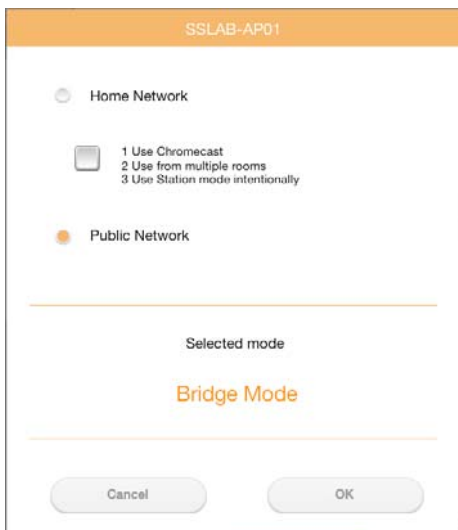 SSLAB-AP01
Home Network
1 Use Chromecast
2 Use from multiple rooms
3 Use Station mode intentionally
Public Network
Selected mode
Bridge Mode
Cancel
OK